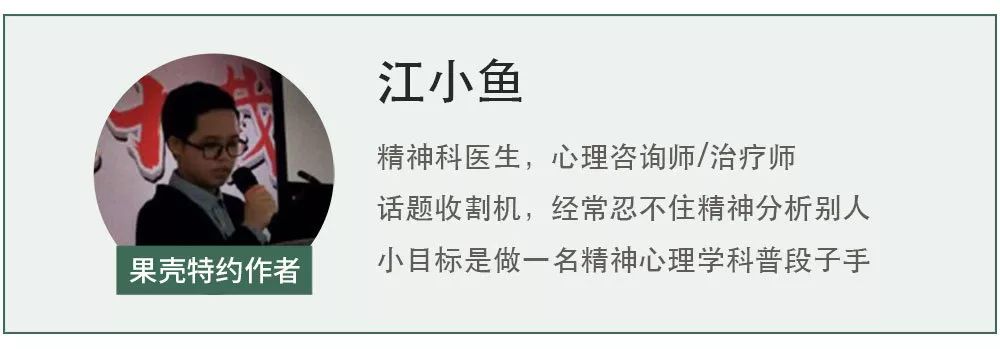 江小鱼
精神科医生，心理咨询师/治疗师
话题收割机，经常忍不住精神分析别人
小目标是做一名精神心理学科普段子手
果壳特约作者